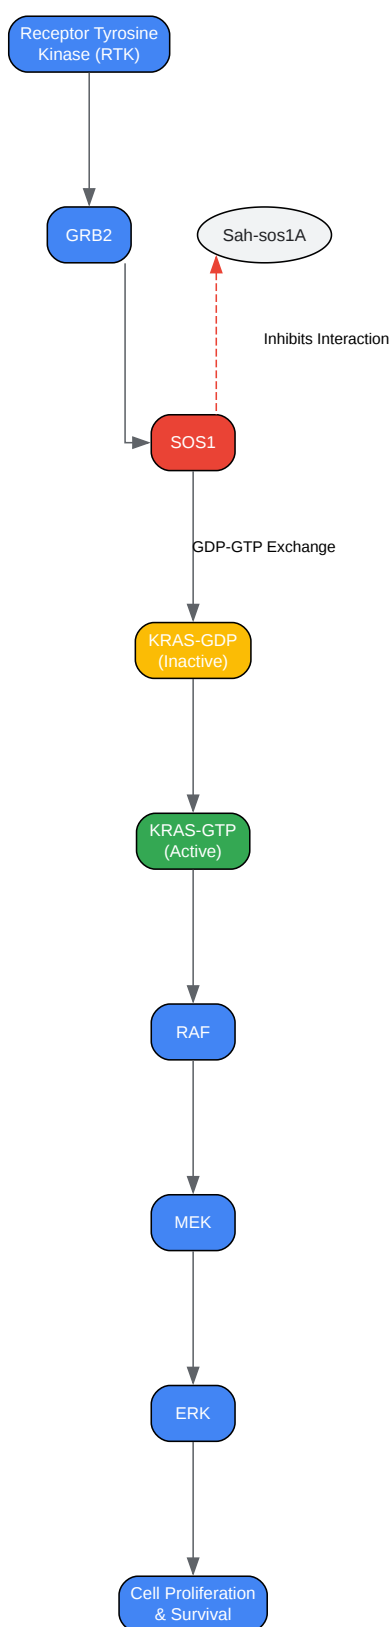 Receptor Tyrosine
Kinase (RTK)
GRB2
Sah-sos1A
Inhibits Interaction
SOS1
GDP-GTP Exchange
KRAS-GDP
(Inactive)
KRAS-GTP
(Active)
RAF
MEK
ERK
Cell Proliferation
& Survival